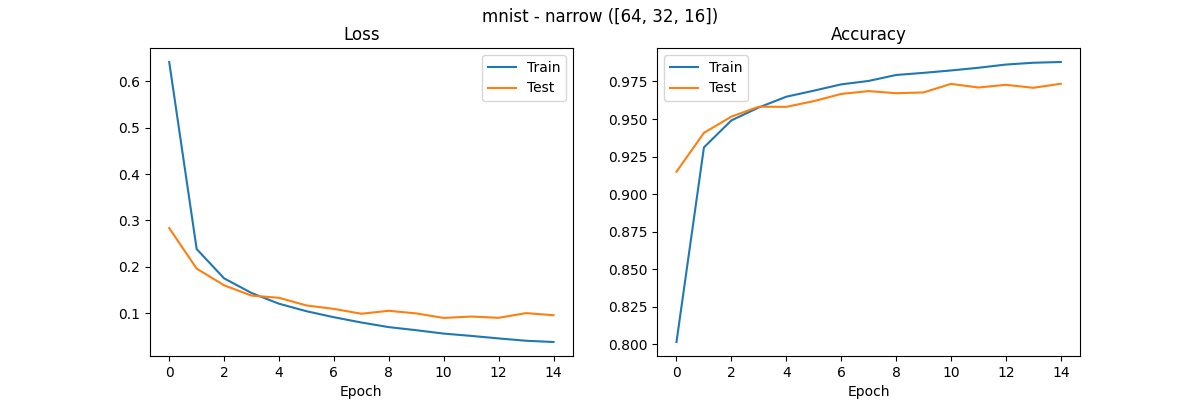 mnist - narrow ([64, 32, 16])
Loss
Train
Test
0.6
0.5
0.4
0.3
0.2
0.1
0 2 4 6 8 10 12 14
Epoch
Accuracy
Train
Test
0.975
0.950
0.925
0.900
0.875
0.850
0.825
0.800
0 2 4 6 8 10 12 14
Epoch